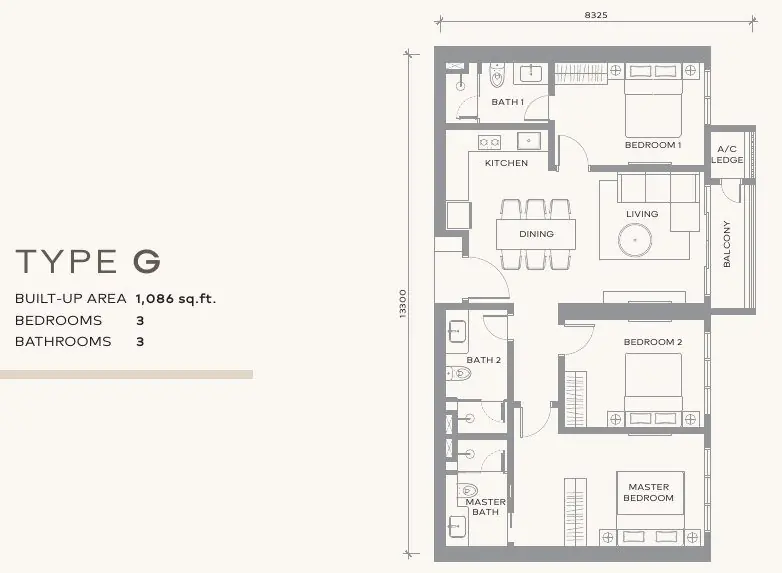 8325
BATH 1
BEDROOM 1
A/C
LEDGE
KITCHEN
LIVING
DINING
BALCONY
TYPE G
BUILT-UP AREA 1,086 sq.ft.
BEDROOMS 3
BATHROOMS 3
13300
BEDROOM 2
BATH 2
MASTER
BEDROOM
MASTER
BATH